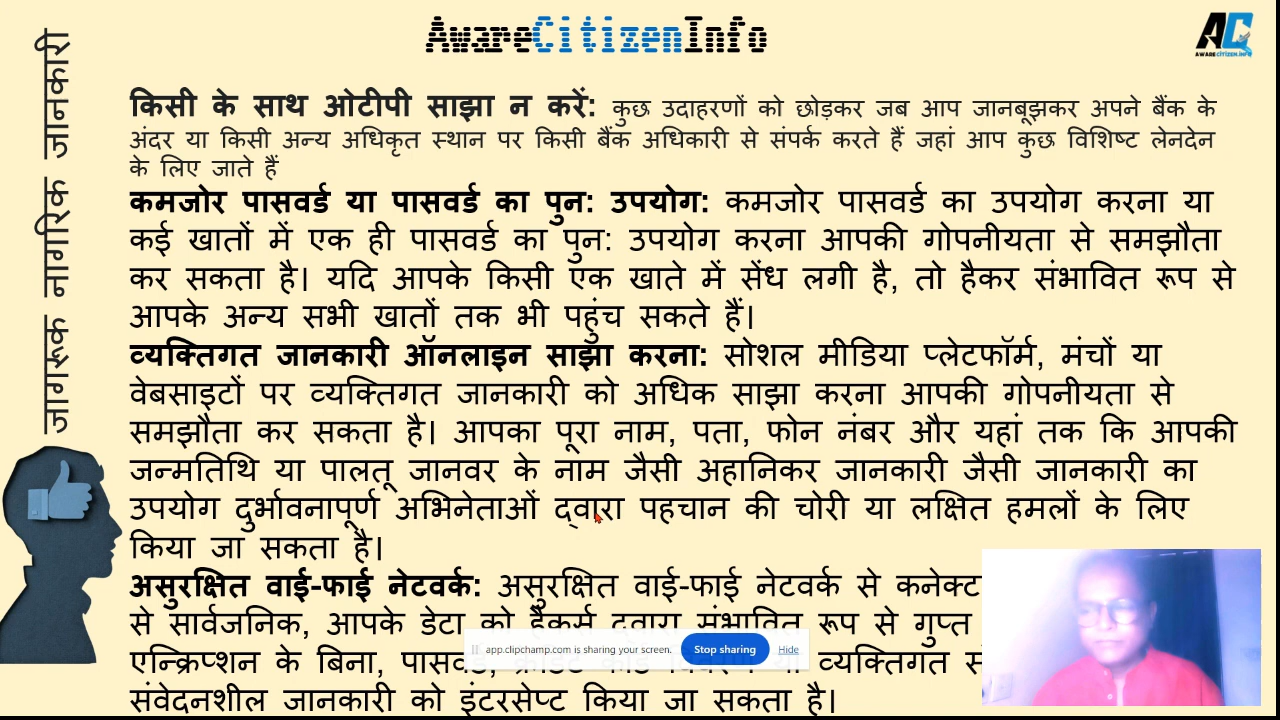 AwareCitizenInfo
AC
AWARECITIZEN.INFO
जागरूक नागरिक जानकारी
किसी के साथ ओटीपी साझा न करें: कुछ उदाहरणों को छोड़कर जब आप जानबूझकर अपने बैंक के
अंदर या किसी अन्य अधिकृत स्थान पर किसी बैंक अधिकारी से संपर्क करते हैं जहां आप कुछ विशिष्ट लेनदेन
के लिए जाते हैं
कमजोर पासवर्ड या पासवर्ड का पुन: उपयोग: कमजोर पासवर्ड का उपयोग करना या
कई खातों में एक ही पासवर्ड का पुन: उपयोग करना आपकी गोपनीयता से समझौता
कर सकता है। यदि आपके किसी एक खाते में सेंध लगी है, तो हैकर संभावित रूप से
आपके अन्य सभी खातों तक भी पहुंच सकते हैं।
व्यक्तिगत जानकारी ऑनलाइन साझा करना: सोशल मीडिया प्लेटफॉर्म, मंचों या
वेबसाइटों पर व्यक्तिगत जानकारी को अधिक साझा करना आपकी गोपनीयता से
समझौता कर सकता है। आपका पूरा नाम, पता, फोन नंबर और यहां तक कि आपकी
जन्मतिथि या पालतू जानवर के नाम जैसी अहानिकर जानकारी जैसी जानकारी का
उपयोग दुर्भावनापूर्ण अभिनेताओं द्वारा पहचान की चोरी या लक्षित हमलों के लिए
किया जा सकता है।
असुरक्षित वाई-फाई नेटवर्क: असुरक्षित वाई-फाई नेटवर्क से कनेक्ट
से सार्वजनिक, आपके डेटा को हैकर्स द्वारा संभावित रूप से गुप्त
एन्क्रिप्शन के बिना, व्यक्तिगत
संवेदनशील जानकारी को इंटरसेप्ट किया जा सकता है।
app.clipchamp.com is sharing your screen.
Stop sharing
Hide